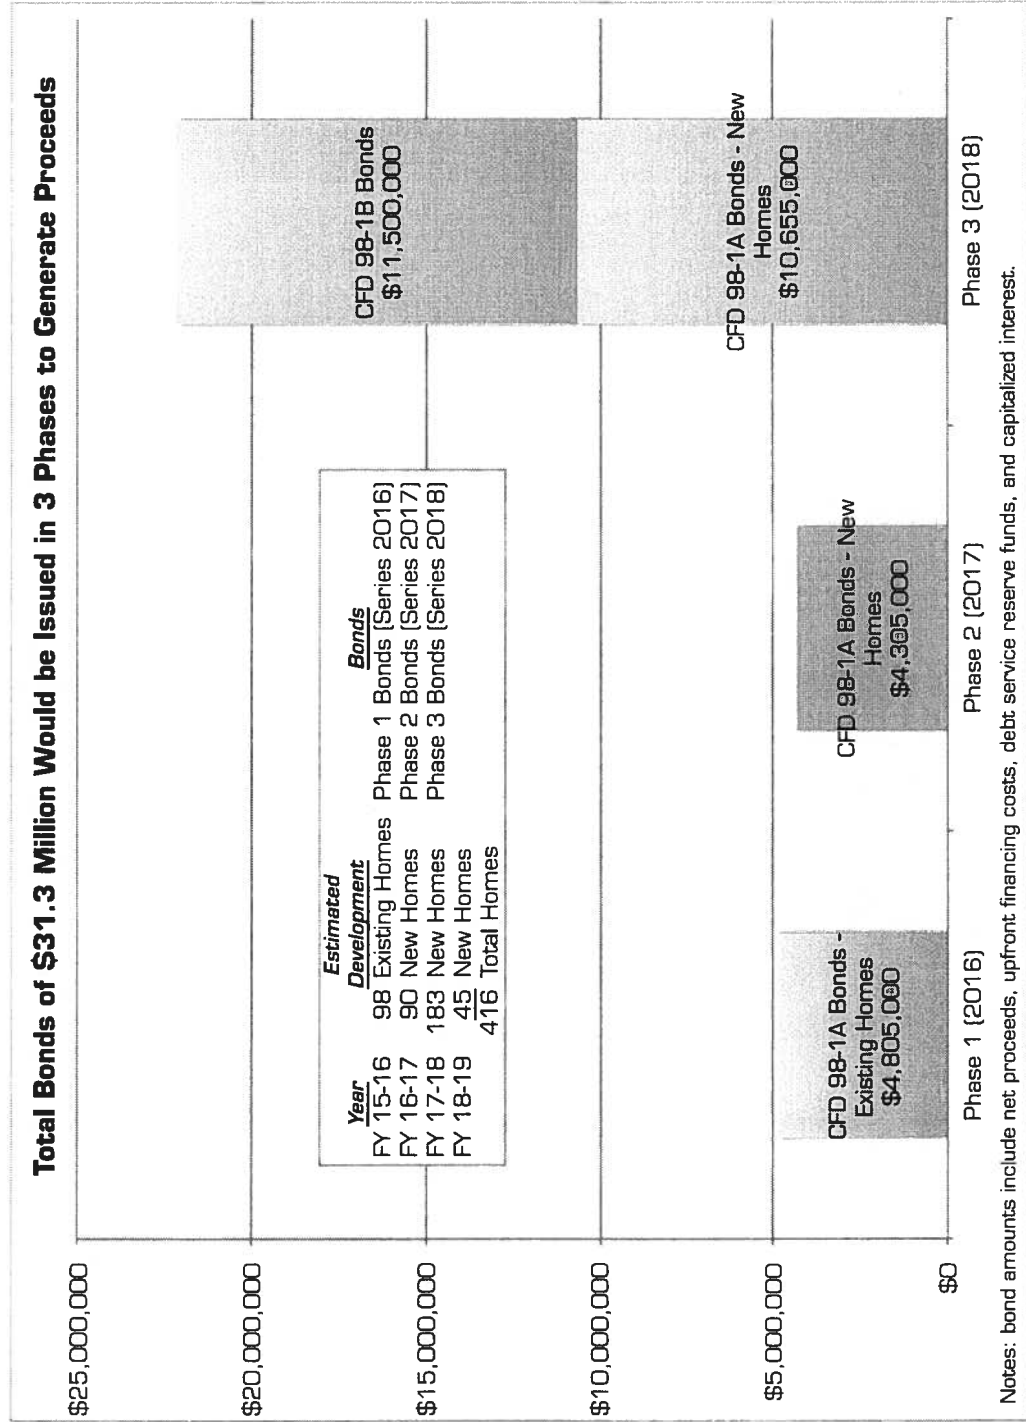 Total Bonds of $31.3 Million Would be Issued in 3 Phases to Generate Proceeds
$25,000,000
$20,000,000
$15,000,000
$10,000,000
$5,000,000
$0
Estimated
Year Development Bonds
FY 15-16 98 Existing Homes Phase 1 Bonds (Series 2016)
FY 16-17 90 New Homes Phase 2 Bonds (Series 2017)
FY 17-18 183 New Homes Phase 3 Bonds (Series 2018)
FY 18-19 45 New Homes
416 Total Homes
CFD 98-1A Bonds -
Existing Homes
$4,805,000
CFD 98-1A Bonds - New
Homes
$4,305,000
CFD 98-1B Bonds
$11,500,000
CFD 98-1A Bonds - New
Homes
$10,655,000
Phase 1 (2016)
Phase 2 (2017)
Phase 3 (2018)
Notes: bond amounts include net proceeds, upfront financing costs, debt service reserve funds, and capitalized interest.